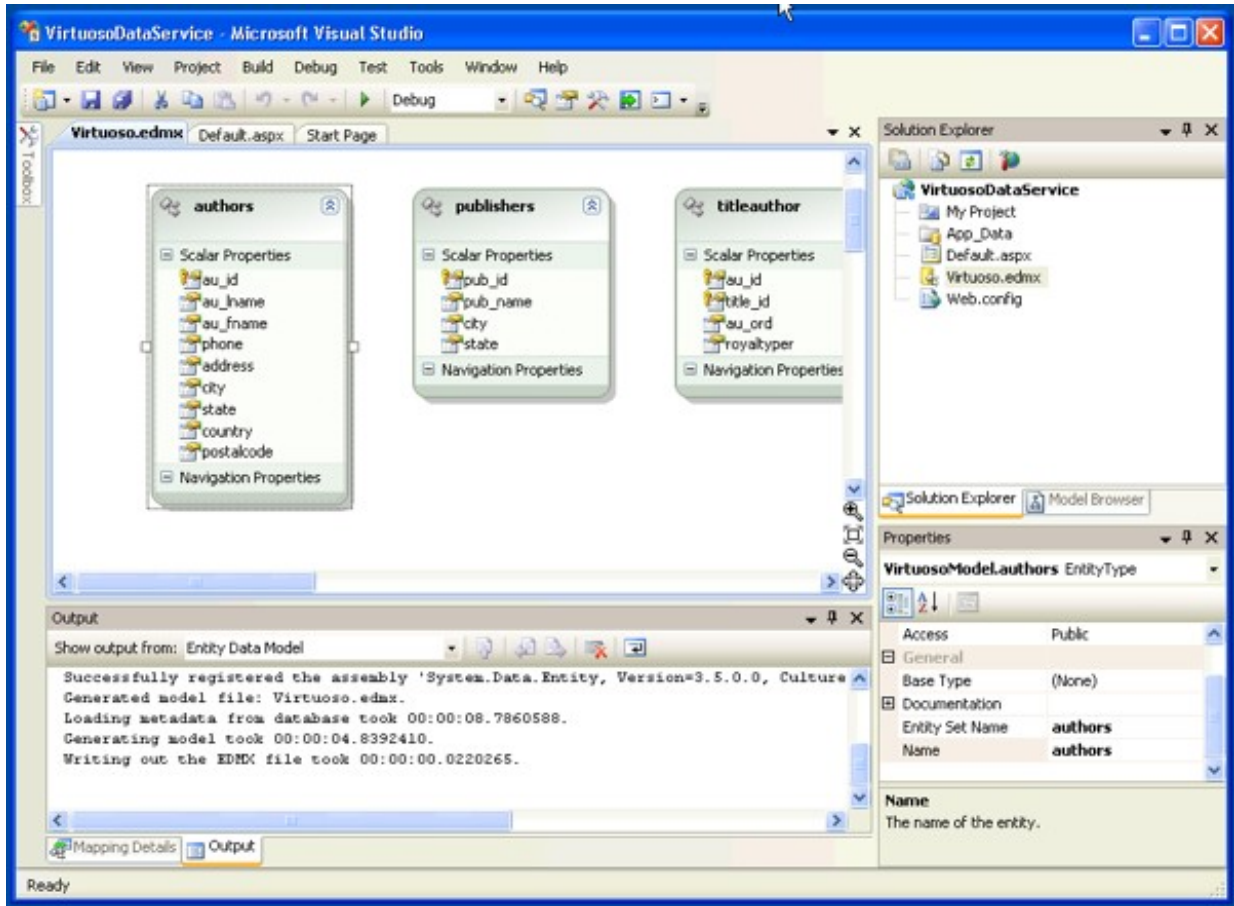 VirtuosoDataService - Microsoft Visual Studio
File Edit View Project Build Debug Test Tools Window Help
Debug
Toolbox
Virtuoso.edmx Default.aspx Start Page
authors
Scalar Properties
au_id
au_lname
au_fname
phone
address
city
state
country
postalcode
Navigation Properties
publishers
Scalar Properties
pub_id
pub_name
city
state
Navigation Properties
titleauthor
Scalar Properties
au_id
title_id
au_ord
royaltyper
Navigation Properties
Solution Explorer
VirtuosoDataService
My Project
App_Data
Default.aspx
Virtuoso.edmx
Web.config
Solution Explorer Model Browser
Properties
VirtuosoModel.authors EntityType
Access Public
General
Base Type (None)
Documentation
Entity Set Name authors
Name authors
Name
The name of the entity.
Output
Show output from: Entity Data Model
Successfully registered the assembly 'System.Data.Entity, Version=3.5.0.0, Culture
Generated model file: Virtuoso.edmx.
Loading metadata from database took 00:00:08.7860588.
Generating model took 00:00:04.8392410.
Writing out the EDMX file took 00:00:00.0220265.
Mapping Details Output
Ready